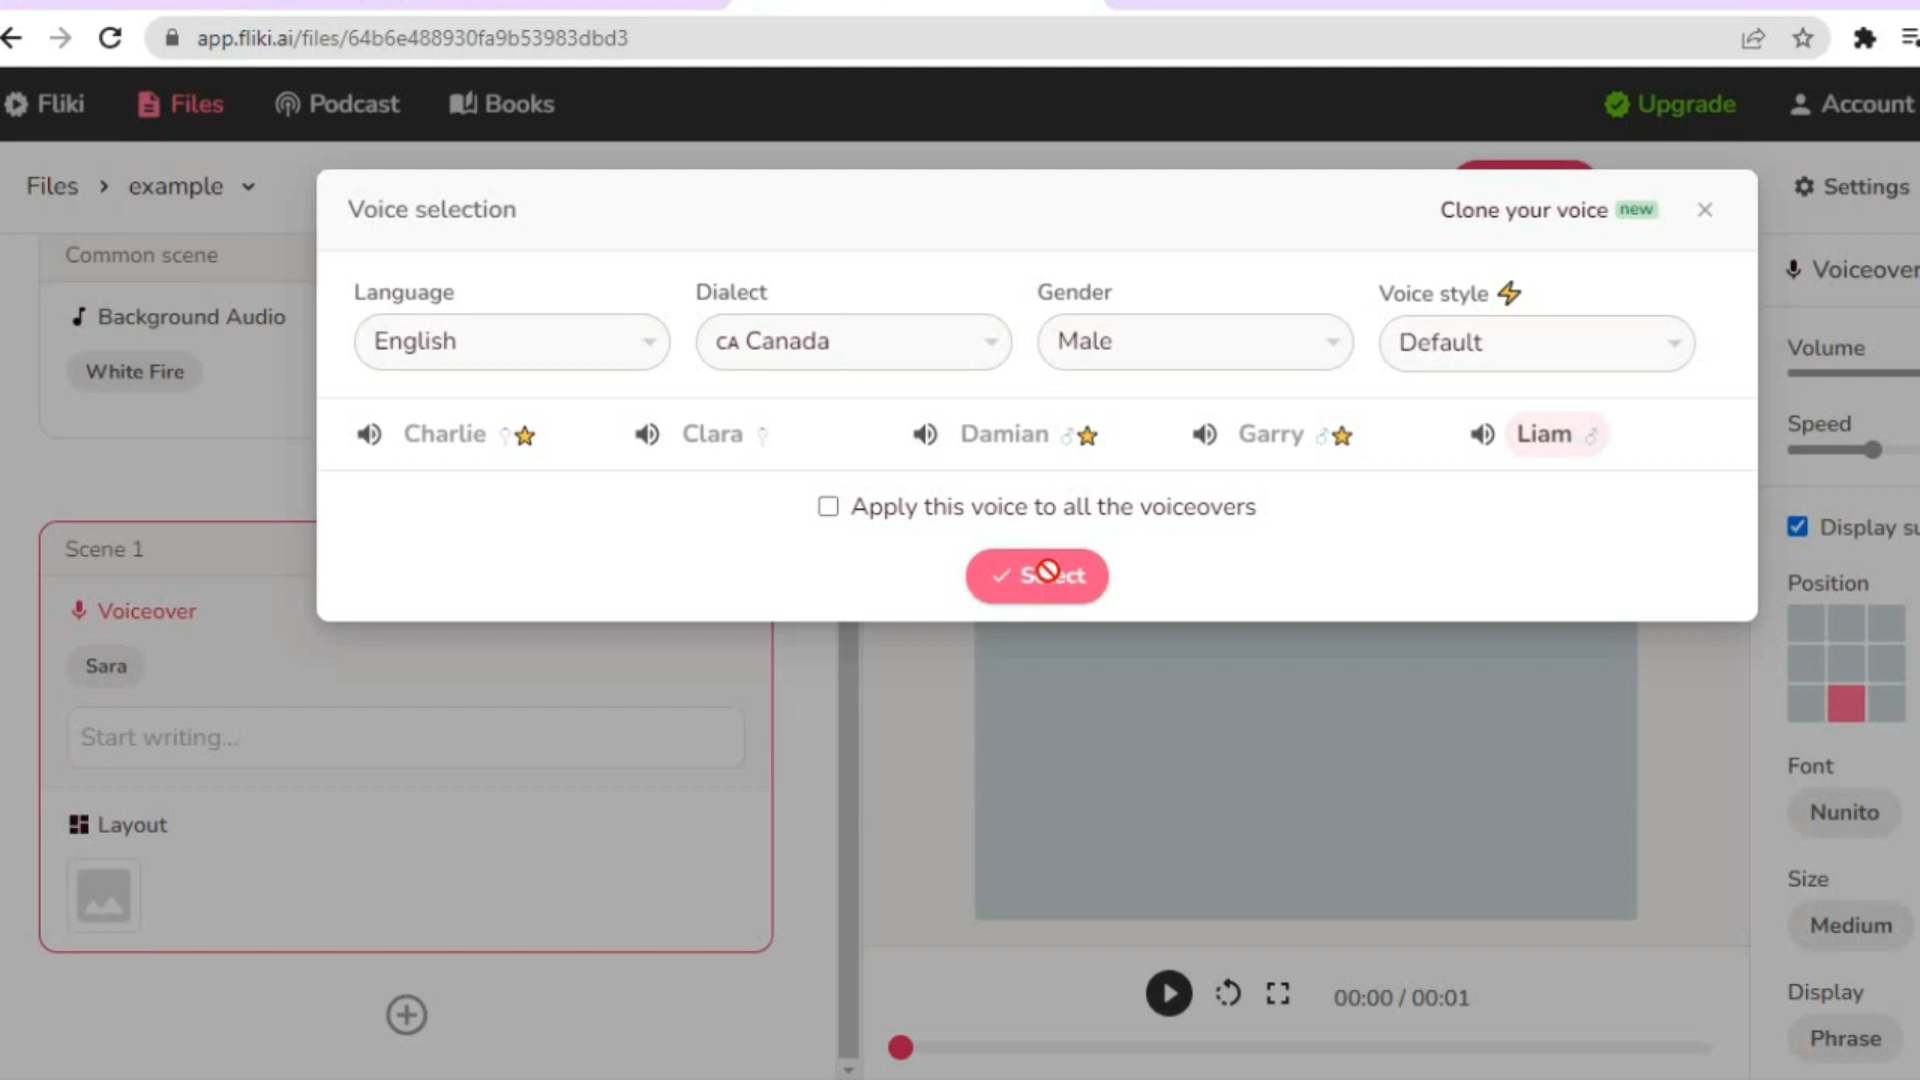 app.fliki.ai/files/64b6e488930fa9b53983dbd3
Fliki Files Podcast Books Upgrade Account
Files > example Settings
Voice selection Clone your voice new
Common scene
Background Audio
White Fire
Language Dialect Gender Voice style
English CA Canada Male Default
Charlie Clara Damian Garry Liam
Apply this voice to all the voiceovers
Select
Scene 1
Voiceover
Sara
Start writing...
Layout
Voiceover
Volume
Speed
Display su
Position
Font
Nunito
Size
Medium
Display
Phrase
00:00 / 00:01